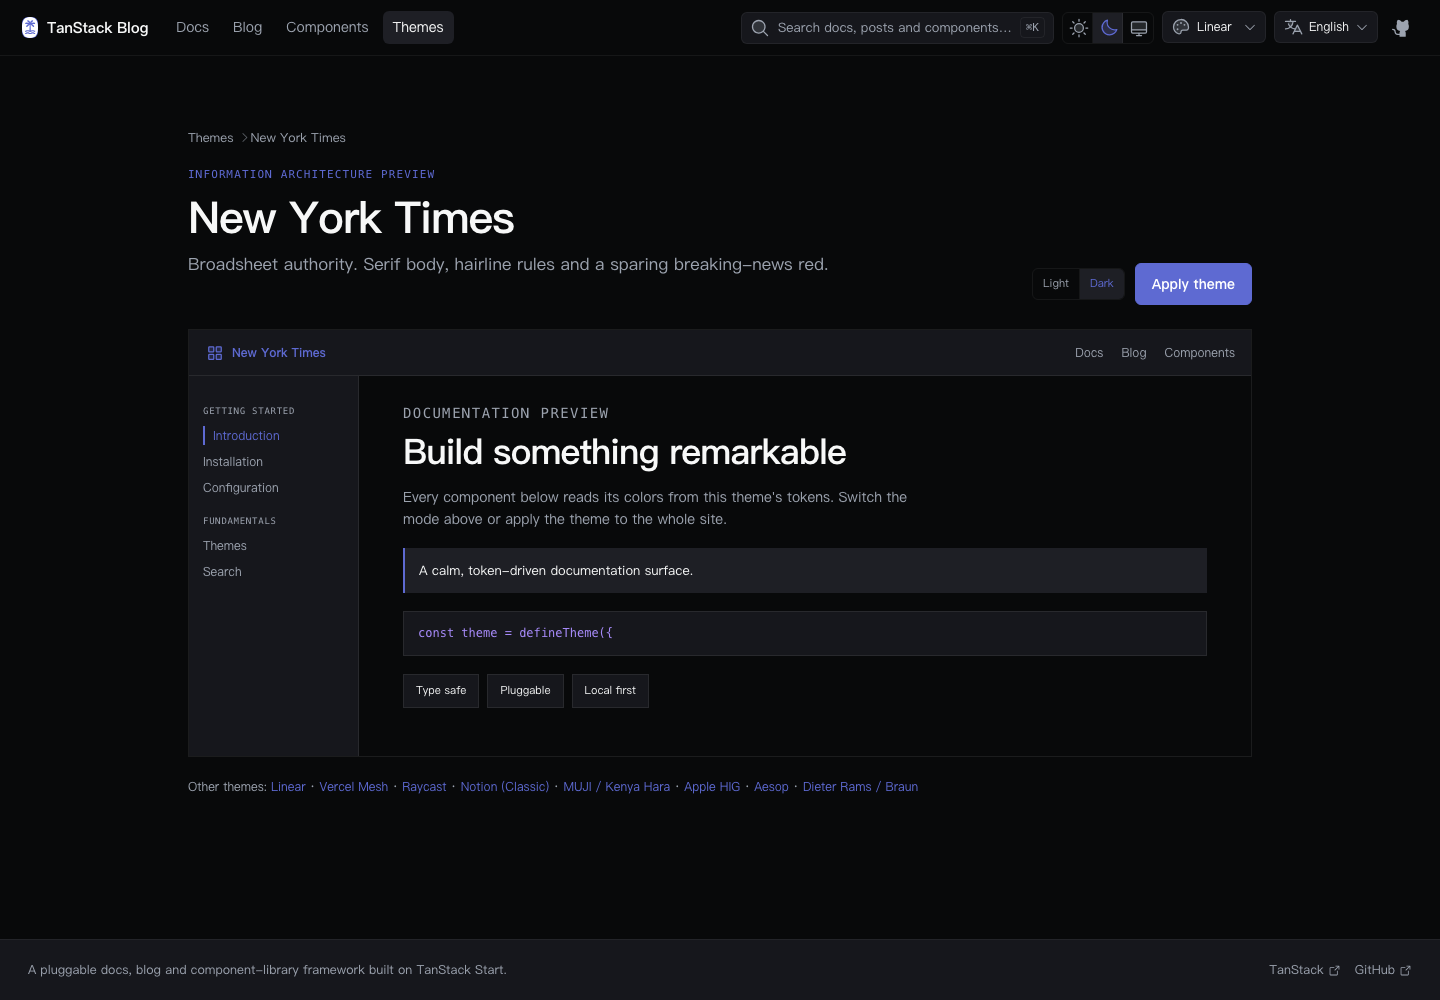 TanStack Blog Docs Blog Components Themes Search docs, posts and components... ⌘K Linear English
Themes > New York Times
INFORMATION ARCHITECTURE PREVIEW
New York Times
Broadsheet authority. Serif body, hairline rules and a sparing breaking-news red.
Light Dark Apply theme
New York Times Docs Blog Components
GETTING STARTED
Introduction
Installation
Configuration
FUNDAMENTALS
Themes
Search
DOCUMENTATION PREVIEW
Build something remarkable
Every component below reads its colors from this theme's tokens. Switch the
mode above or apply the theme to the whole site.
A calm, token-driven documentation surface.
const theme = defineTheme({
Type safe Pluggable Local first
Other themes: Linear · Vercel Mesh · Raycast · Notion (Classic) · MUJI / Kenya Hara · Apple HIG · Aesop · Dieter Rams / Braun
A pluggable docs, blog and component-library framework built on TanStack Start. TanStack GitHub